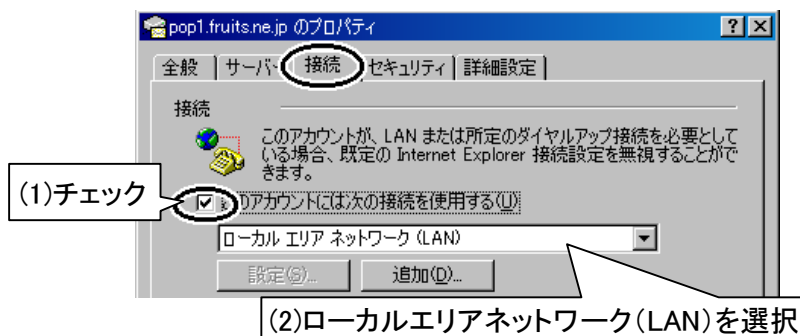 pop1.fruits.ne.jp のプロパティ
全般 サーバー 接続 セキュリティ 詳細設定
接続
このアカウントが、LAN または所定のダイヤルアップ接続を必要として
いる場合、既定の Internet Explorer 接続設定を無視することがで
きます。
(1)チェック
のアカウントには次の接続を使用する(U)
ローカル エリア ネットワーク (LAN)
設定(S)... 追加(D)...
(2)ローカルエリアネットワーク(LAN)を選択